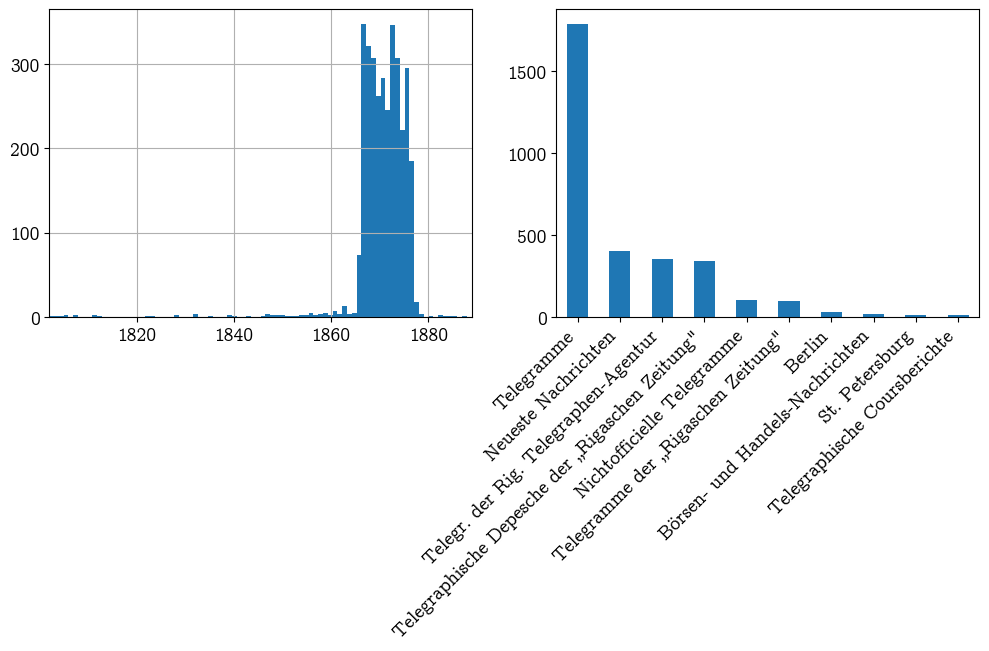 300
200
100
0
1820
1840
1860
1880
1500
1000
500
0
Telegramme
Neueste Nachrichten
Telegr. der Rig. Telegraphen-Agentur
Telegraphische Depesche der „Rigaschen Zeitung"
Nichtofficielle Telegramme
Telegramme der „Rigaschen Zeitung"
Berlin
Börsen- und Handels-Nachrichten
St. Petersburg
Telegraphische Coursberichte